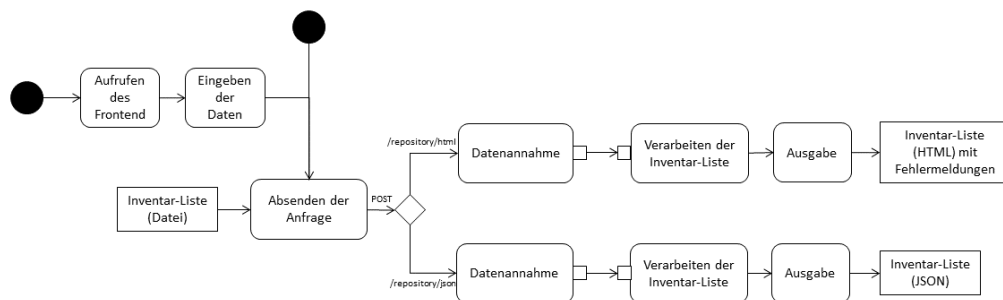 Aufrufen
des
Frontend
Eingeben
der
Daten
Inventar-Liste
(Datei)
Absenden der
Anfrage
POST
/repository/html
Datenannahme
Verarbeiten der
Inventar-Liste
Ausgabe
Inventar-Liste
(HTML) mit
Fehlermeldungen
/repository/json
Datenannahme
Verarbeiten der
Inventar-Liste
Ausgabe
Inventar-Liste
(JSON)